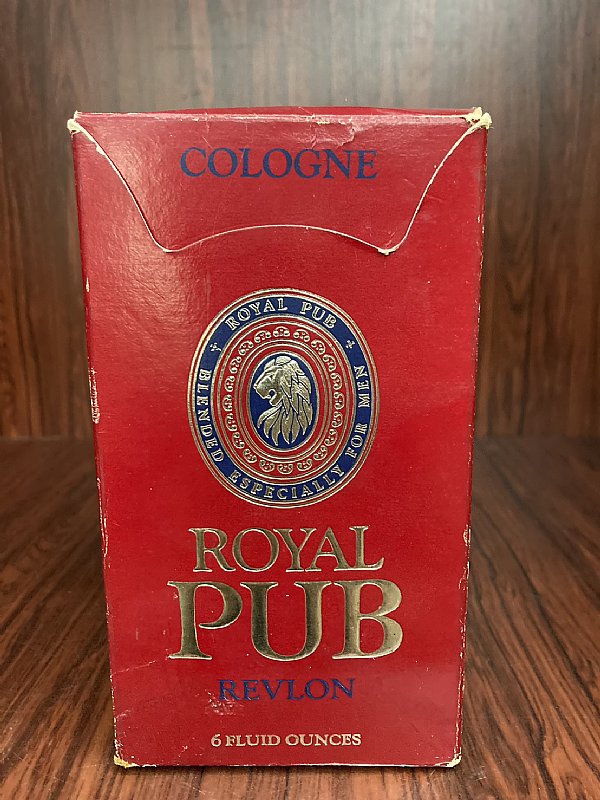 COLOGNE
ROYAL PUB
BLENDED ESPECIALLY FOR MEN
ROYAL
PUB
REVLON
6 FLUID OUNCES